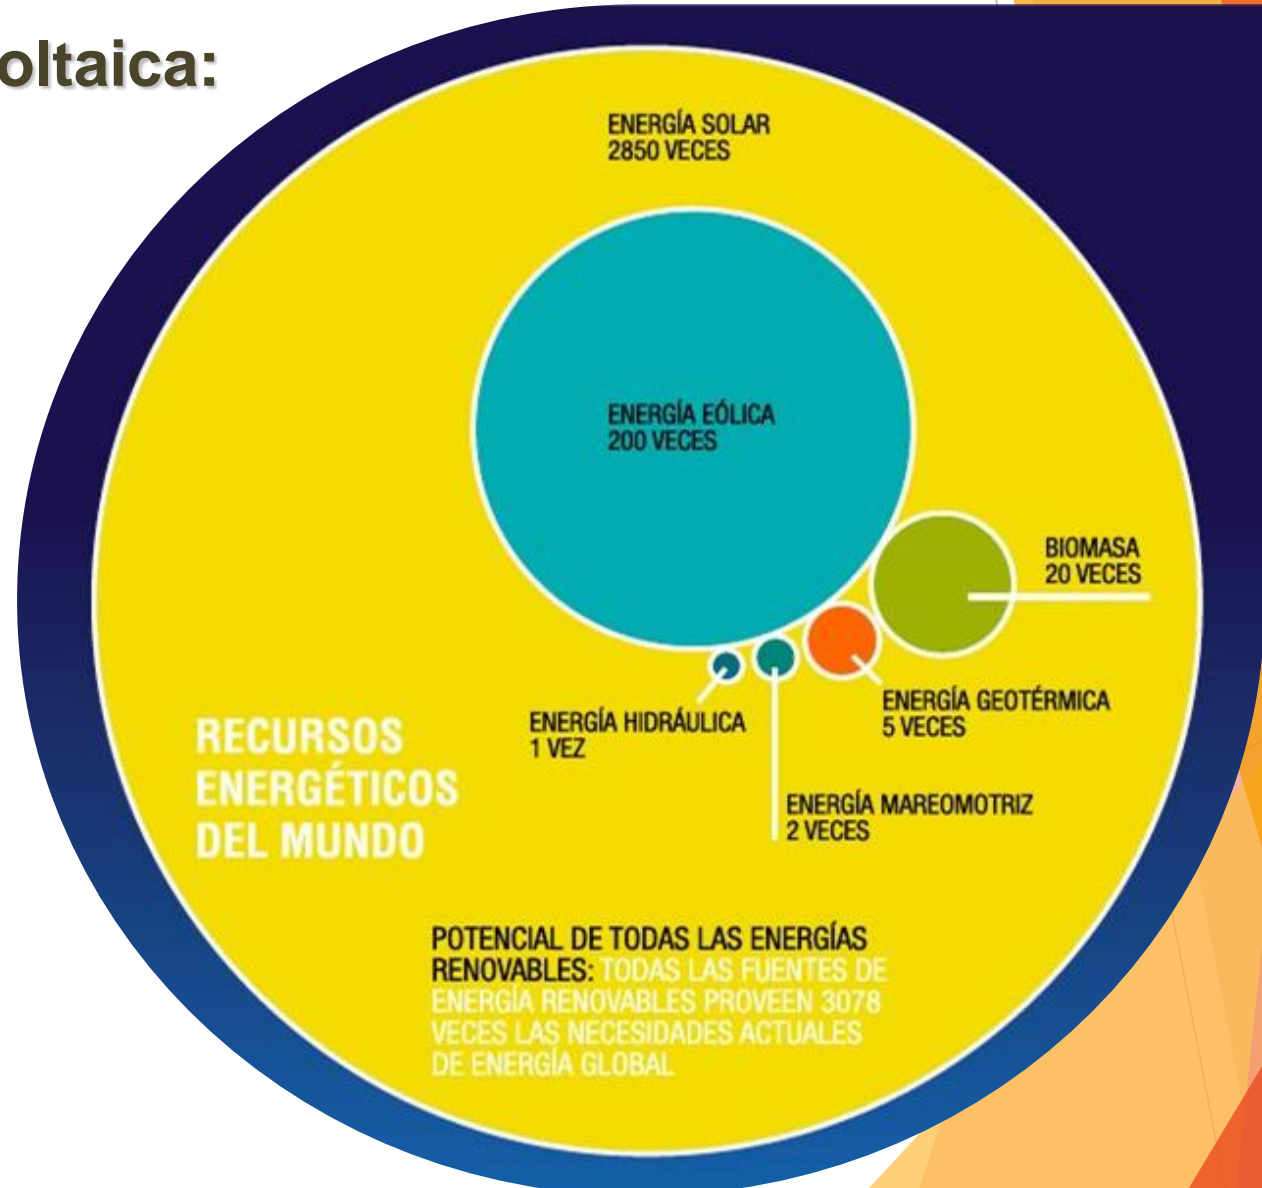 oltaica:
ENERGÍA SOLAR
2850 VECES
ENERGÍA EÓLICA
200 VECES
BIOMASA
20 VECES
ENERGÍA GEOTÉRMICA
5 VECES
ENERGÍA HIDRÁULICA
1 VEZ
ENERGÍA MAREOMOTRIZ
2 VECES
RECURSOS
ENERGÉTICOS
DEL MUNDO
POTENCIAL DE TODAS LAS ENERGÍAS
RENOVABLES: TODAS LAS FUENTES DE
ENERGÍA RENOVABLES PROVEEN 3078
VECES LAS NECESIDADES ACTUALES
DE ENERGÍA GLOBAL